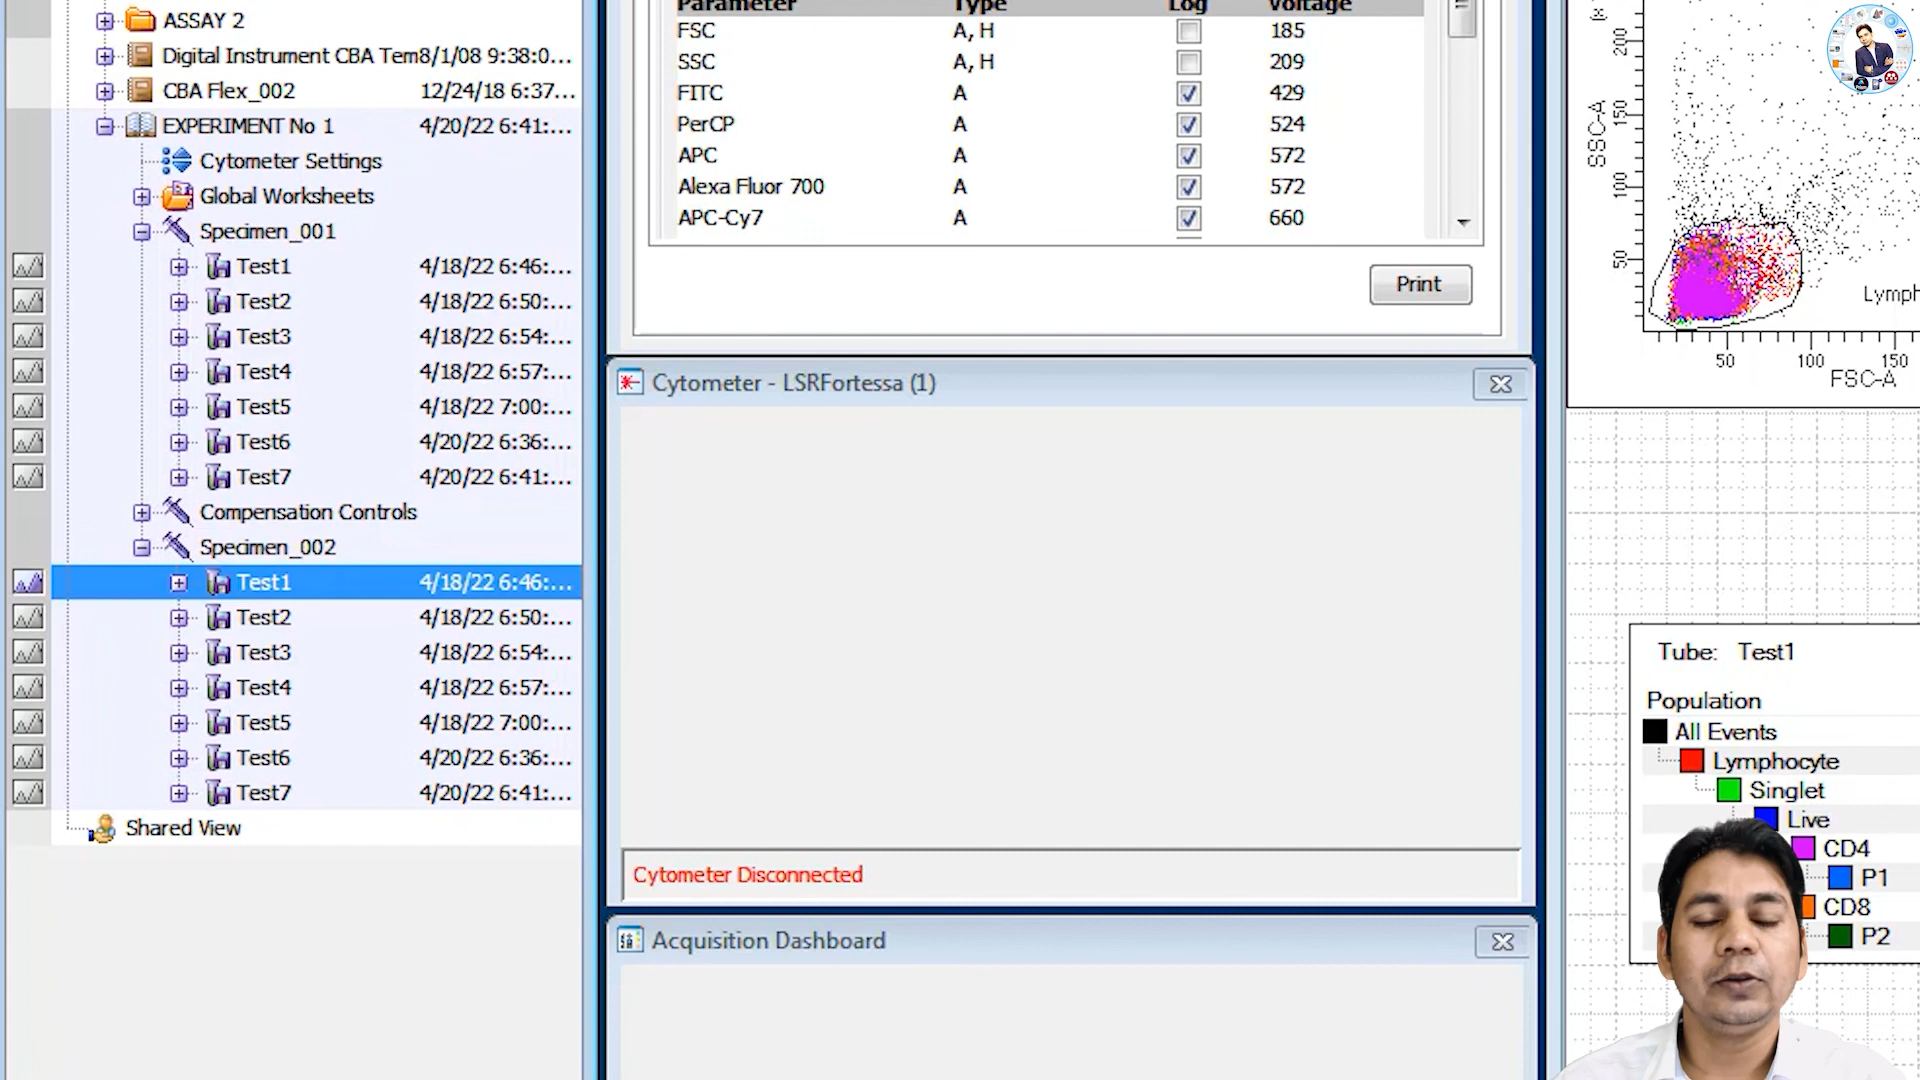 ASSAY 2
Digital Instrument CBA Tem8/1/08 9:38:0...
CBA Flex_002 12/24/18 6:37...
EXPERIMENT No 1 4/20/22 6:41:...
Cytometer Settings
Global Worksheets
Specimen_001
Test1 4/18/22 6:46:...
Test2 4/18/22 6:50:...
Test3 4/18/22 6:54:...
Test4 4/18/22 6:57:...
Test5 4/18/22 7:00:...
Test6 4/20/22 6:36:...
Test7 4/20/22 6:41:...
Compensation Controls
Specimen_002
Test1 4/18/22 6:46:...
Test2 4/18/22 6:50:...
Test3 4/18/22 6:54:...
Test4 4/18/22 6:57:...
Test5 4/18/22 7:00:...
Test6 4/20/22 6:36:...
Test7 4/20/22 6:41:...
Shared View
Parameter Type Log Voltage
FSC A, H 185
SSC A, H 209
FITC A 429
PerCP A 524
APC A 572
Alexa Fluor 700 A 572
APC-Cy7 A 660
Print
Cytometer - LSRFortessa (1)
Cytometer Disconnected
Acquisition Dashboard
SSC-A
200
150
100
50
Lymph
50 100 150
FSC-A
Tube: Test1
Population
All Events
Lymphocyte
Singlet
Live
CD4
P1
CD8
P2